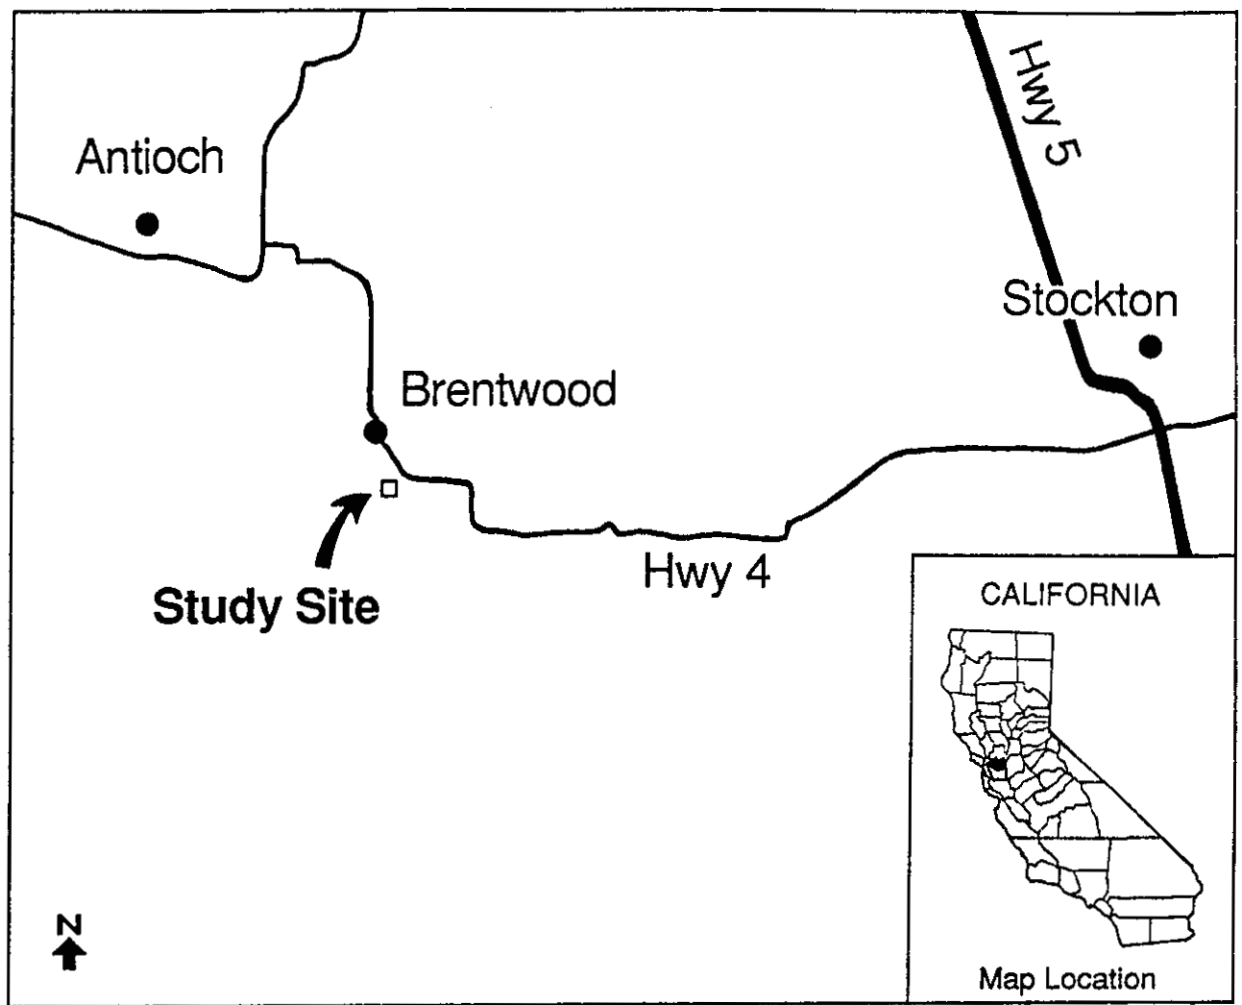 Hwy 5
Antioch
Stockton
Brentwood
Hwy 4
Study Site
CALIFORNIA
N
Map Location